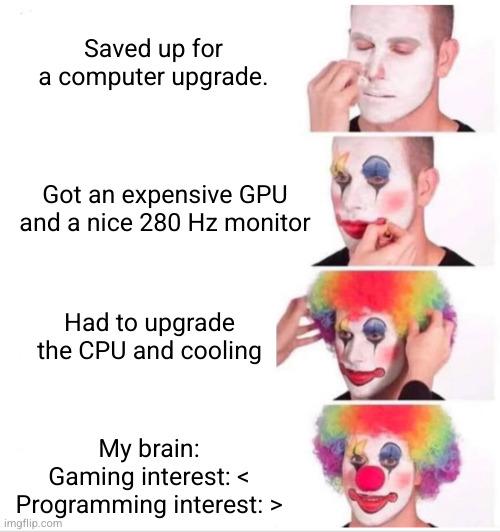 Saved up for
a computer upgrade.
Got an expensive GPU
and a nice 280 Hz monitor
Had to upgrade
the CPU and cooling
My brain:
Gaming interest: <
Programming interest: >
imgflip.com